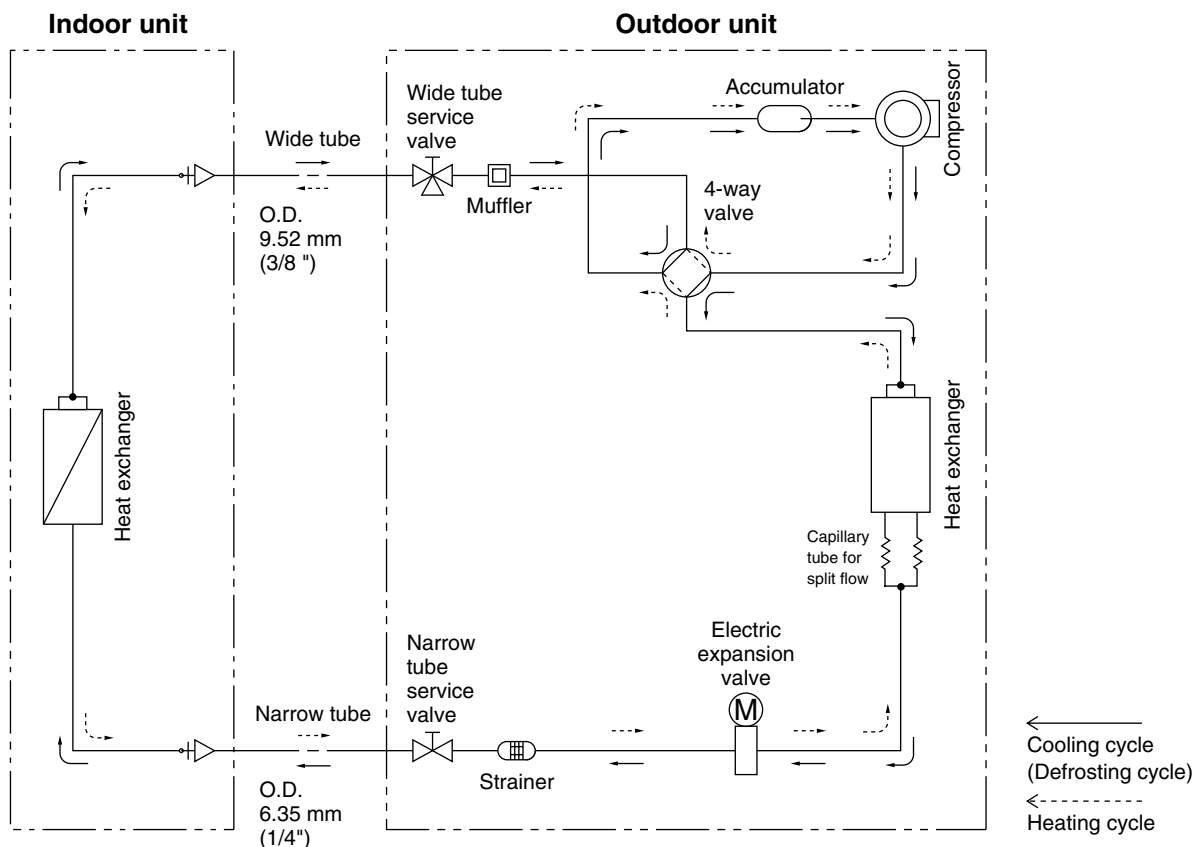 Indoor unit
Outdoor unit
Wide tube
service
valve
Accumulator
Compressor
Wide tube
Muffler
4-way
valve
O.D.
9.52 mm
(3/8 ")
Heat exchanger
Heat exchanger
Capillary
tube for
split flow
Narrow
tube
service
valve
Electric
expansion
valve
M
Narrow tube
Strainer
O.D.
6.35 mm
(1/4")
Cooling cycle
(Defrosting cycle)
Heating cycle